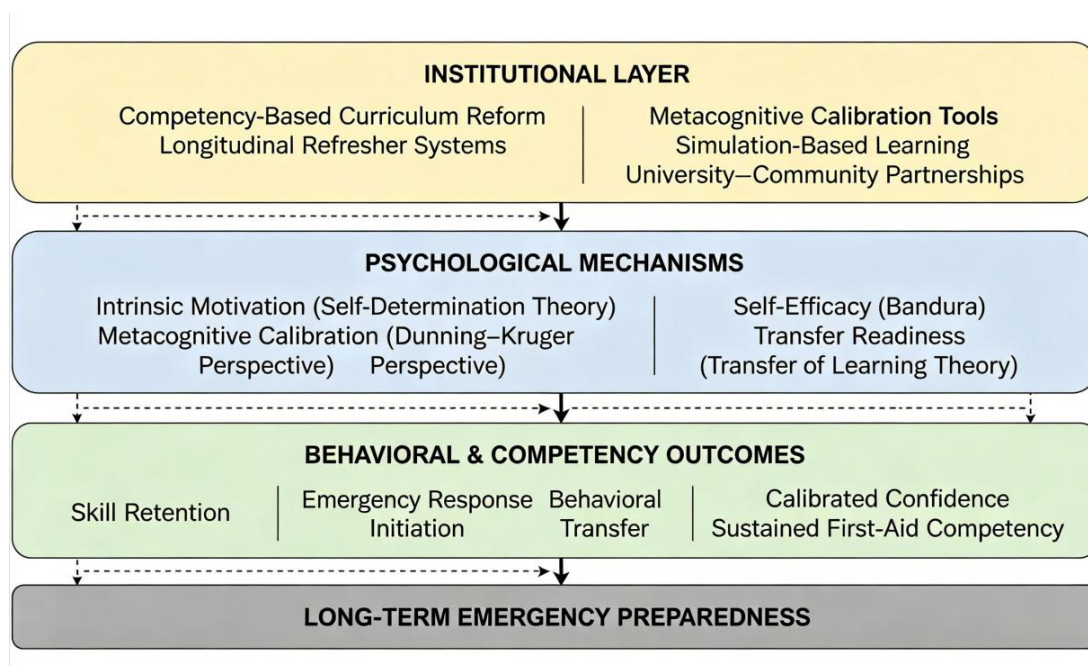 INSTITUTIONAL LAYER
Competency-Based Curriculum Reform
Longitudinal Refresher Systems
Metacognitive Calibration Tools
Simulation-Based Learning
University–Community Partnerships
PSYCHOLOGICAL MECHANISMS
Intrinsic Motivation (Self-Determination Theory)
Metacognitive Calibration (Dunning–Kruger
Perspective) Perspective)
Self-Efficacy (Bandura)
Transfer Readiness
(Transfer of Learning Theory)
BEHAVIORAL & COMPETENCY OUTCOMES
Skill Retention
Emergency Response
Initiation
Behavioral
Transfer
Calibrated Confidence
Sustained First-Aid Competency
LONG-TERM EMERGENCY PREPAREDNESS